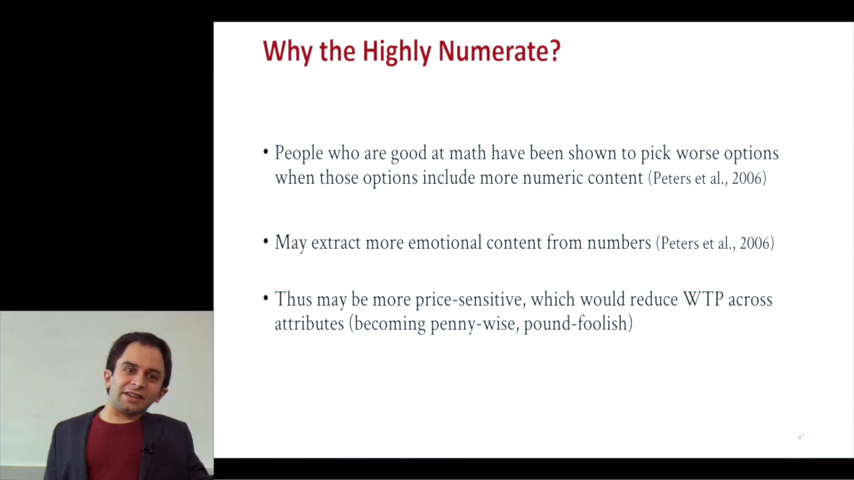 Why the Highly Numerate?
• People who are good at math have been shown to pick worse options
when those options include more numeric content (Peters et al., 2006)
• May extract more emotional content from numbers (Peters et al., 2006)
• Thus may be more price-sensitive, which would reduce WTP across
attributes (becoming penny-wise, pound-foolish)
47